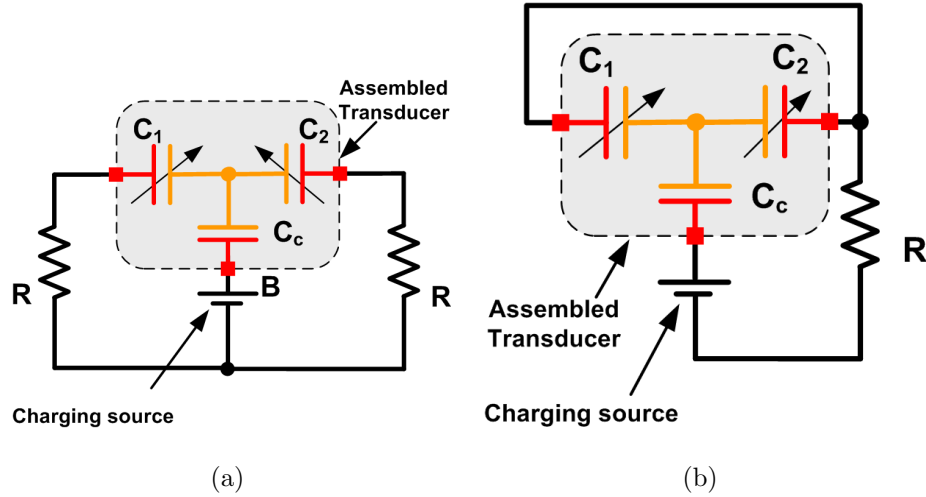 Assembled
Transducer
C1
C2
Cc
R
B
R
Charging source
(a)
C1
C2
Cc
R
Assembled
Transducer
Charging source
(b)